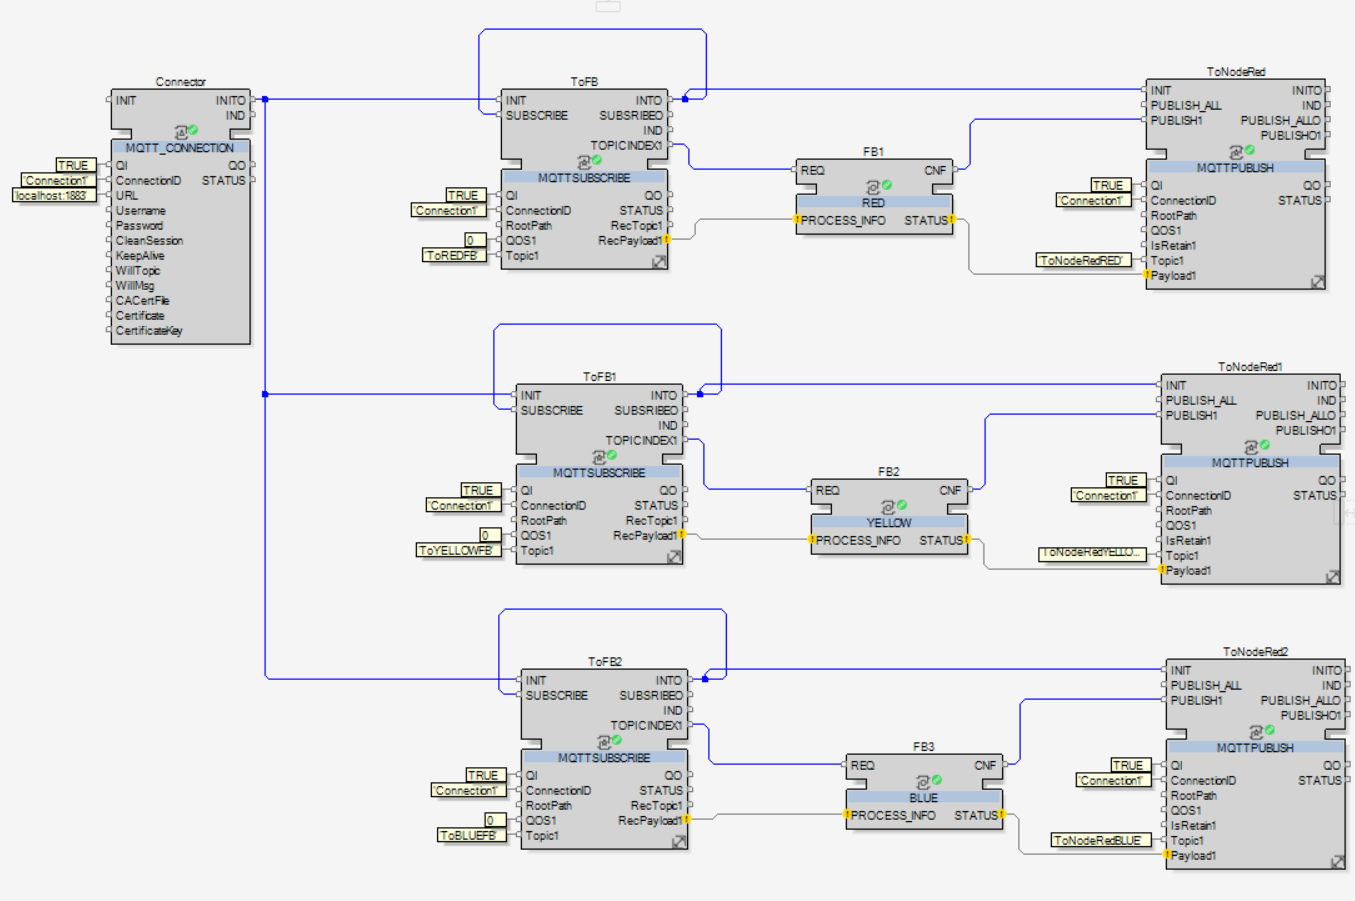 Connector
INIT INITO
IND
MQTT_CONNECTION
TRUE QI QO
'Connection1' ConnectionID STATUS
'localhost:1883' URL
Username
Password
CleanSession
KeepAlive
WillTopic
WillMsg
CACertFile
Certificate
CertificateKey
ToFB
INIT INTO
SUBSCRIBE SUBSRIBEO
IND
TOPICINDEX1
MQTTSUBSCRIBE
TRUE QI QO
'Connection1' ConnectionID STATUS
RootPath RecTopic1
0 QOS1 RecPayload1
'ToREDFB' Topic1
FB1
REQ CNF
RED
PROCESS_INFO STATUS
ToNodeRed
INIT INITO
PUBLISH_ALL IND
PUBLISH1 PUBLISH_ALLO
PUBLISHO1
MQTTPUBLISH
TRUE QI QO
'Connection1' ConnectionID STATUS
RootPath
QOS1
IsRetain1
'ToNodeRedRED' Topic1
Payload1
ToFB1
INIT INTO
SUBSCRIBE SUBSRIBEO
IND
TOPICINDEX1
MQTTSUBSCRIBE
TRUE QI QO
'Connection1' ConnectionID STATUS
RootPath RecTopic1
0 QOS1 RecPayload1
'ToYELLOWFB' Topic1
FB2
REQ CNF
YELLOW
PROCESS_INFO STATUS
ToNodeRed1
INIT INITO
PUBLISH_ALL IND
PUBLISH1 PUBLISH_ALLO
PUBLISHO1
MQTTPUBLISH
TRUE QI QO
'Connection1' ConnectionID STATUS
RootPath
QOS1
IsRetain1
'ToNodeRedYELLO... Topic1
Payload1
ToFB2
INIT INTO
SUBSCRIBE SUBSRIBEO
IND
TOPICINDEX1
MQTTSUBSCRIBE
TRUE QI QO
'Connection1' ConnectionID STATUS
RootPath RecTopic1
0 QOS1 RecPayload1
'ToBLUEFB' Topic1
FB3
REQ CNF
BLUE
PROCESS_INFO STATUS
ToNodeRed2
INIT INITO
PUBLISH_ALL IND
PUBLISH1 PUBLISH_ALLO
PUBLISHO1
MQTTPUBLISH
TRUE QI QO
'Connection1' ConnectionID STATUS
RootPath
QOS1
IsRetain1
'ToNodeRedBLUE' Topic1
Payload1